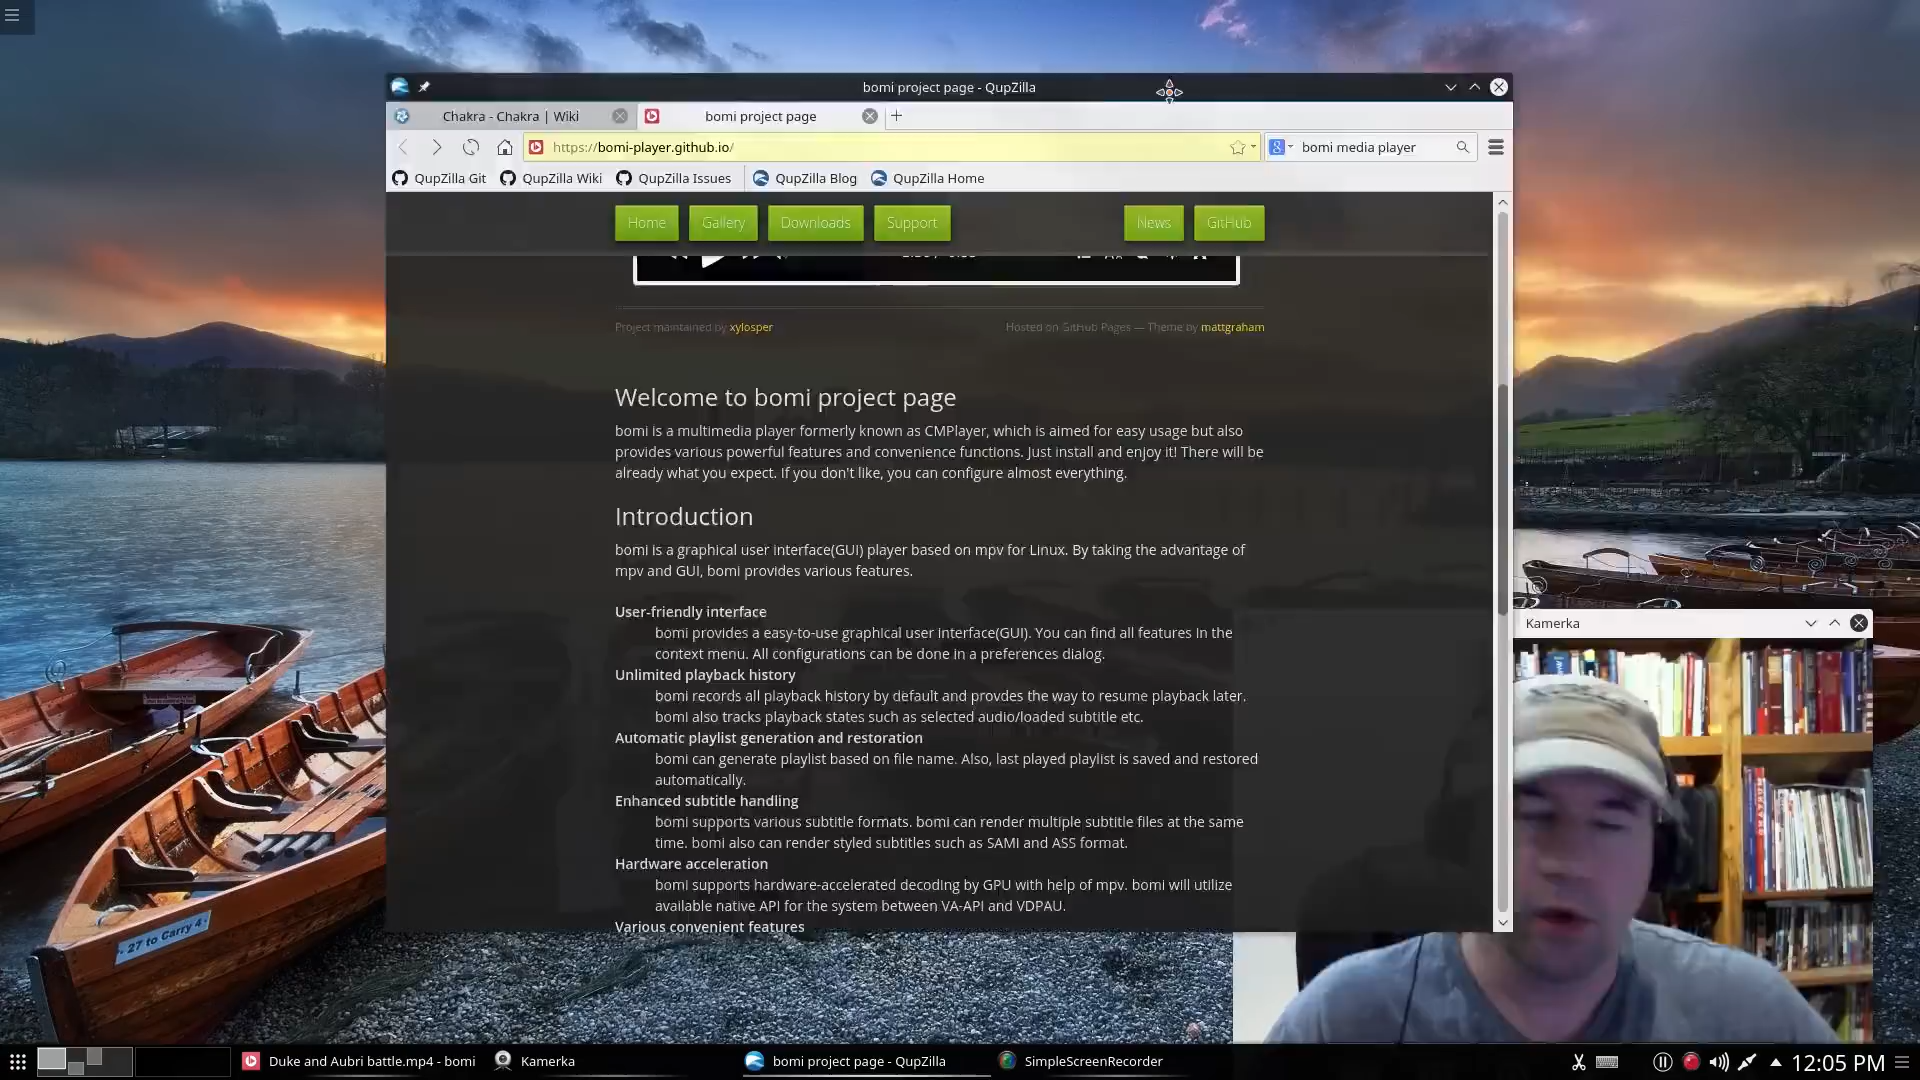 bomi project page - QupZilla
Chakra - Chakra | Wiki
bomi project page
https://bomi-player.github.io/
bomi media player
QupZilla Git
QupZilla Wiki
QupZilla Issues
QupZilla Blog
QupZilla Home
Home
Gallery
Downloads
Support
News
GitHub
Project maintained by xylosper
Hosted on GitHub Pages — Theme by mattgraham
Welcome to bomi project page
bomi is a multimedia player formerly known as CMPlayer, which is aimed for easy usage but also
provides various powerful features and convenience functions. Just install and enjoy it! There will be
already what you expect. If you don't like, you can configure almost everything.
Introduction
bomi is a graphical user interface(GUI) player based on mpv for Linux. By taking the advantage of
mpv and GUI, bomi provides various features.
User-friendly interface
bomi provides a easy-to-use graphical user interface(GUI). You can find all features in the
context menu. All configurations can be done in a preferences dialog.
Unlimited playback history
bomi records all playback history by default and provdes the way to resume playback later.
bomi also tracks playback states such as selected audio/loaded subtitle etc.
Automatic playlist generation and restoration
bomi can generate playlist based on file name. Also, last played playlist is saved and restored
automatically.
Enhanced subtitle handling
bomi supports various subtitle formats. bomi can render multiple subtitle files at the same
time. bomi also can render styled subtitles such as SAMI and ASS format.
Hardware acceleration
bomi supports hardware-accelerated decoding by GPU with help of mpv. bomi will utilize
available native API for the system between VA-API and VDPAU.
Various convenient features
Kamerka
27 to Carry 4
Duke and Aubri battle.mp4 - bomi
Kamerka
bomi project page - QupZilla
SimpleScreenRecorder
12:05 PM